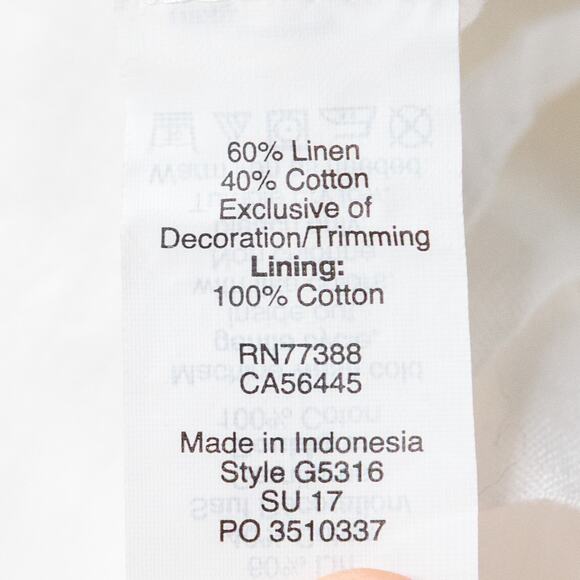 60% Linen
40% Cotton
Exclusive of
Decoration/Trimming
Lining:
100% Cotton
RN77388
CA56445
Made in Indonesia
Style G5316
SU 17
PO 3510337